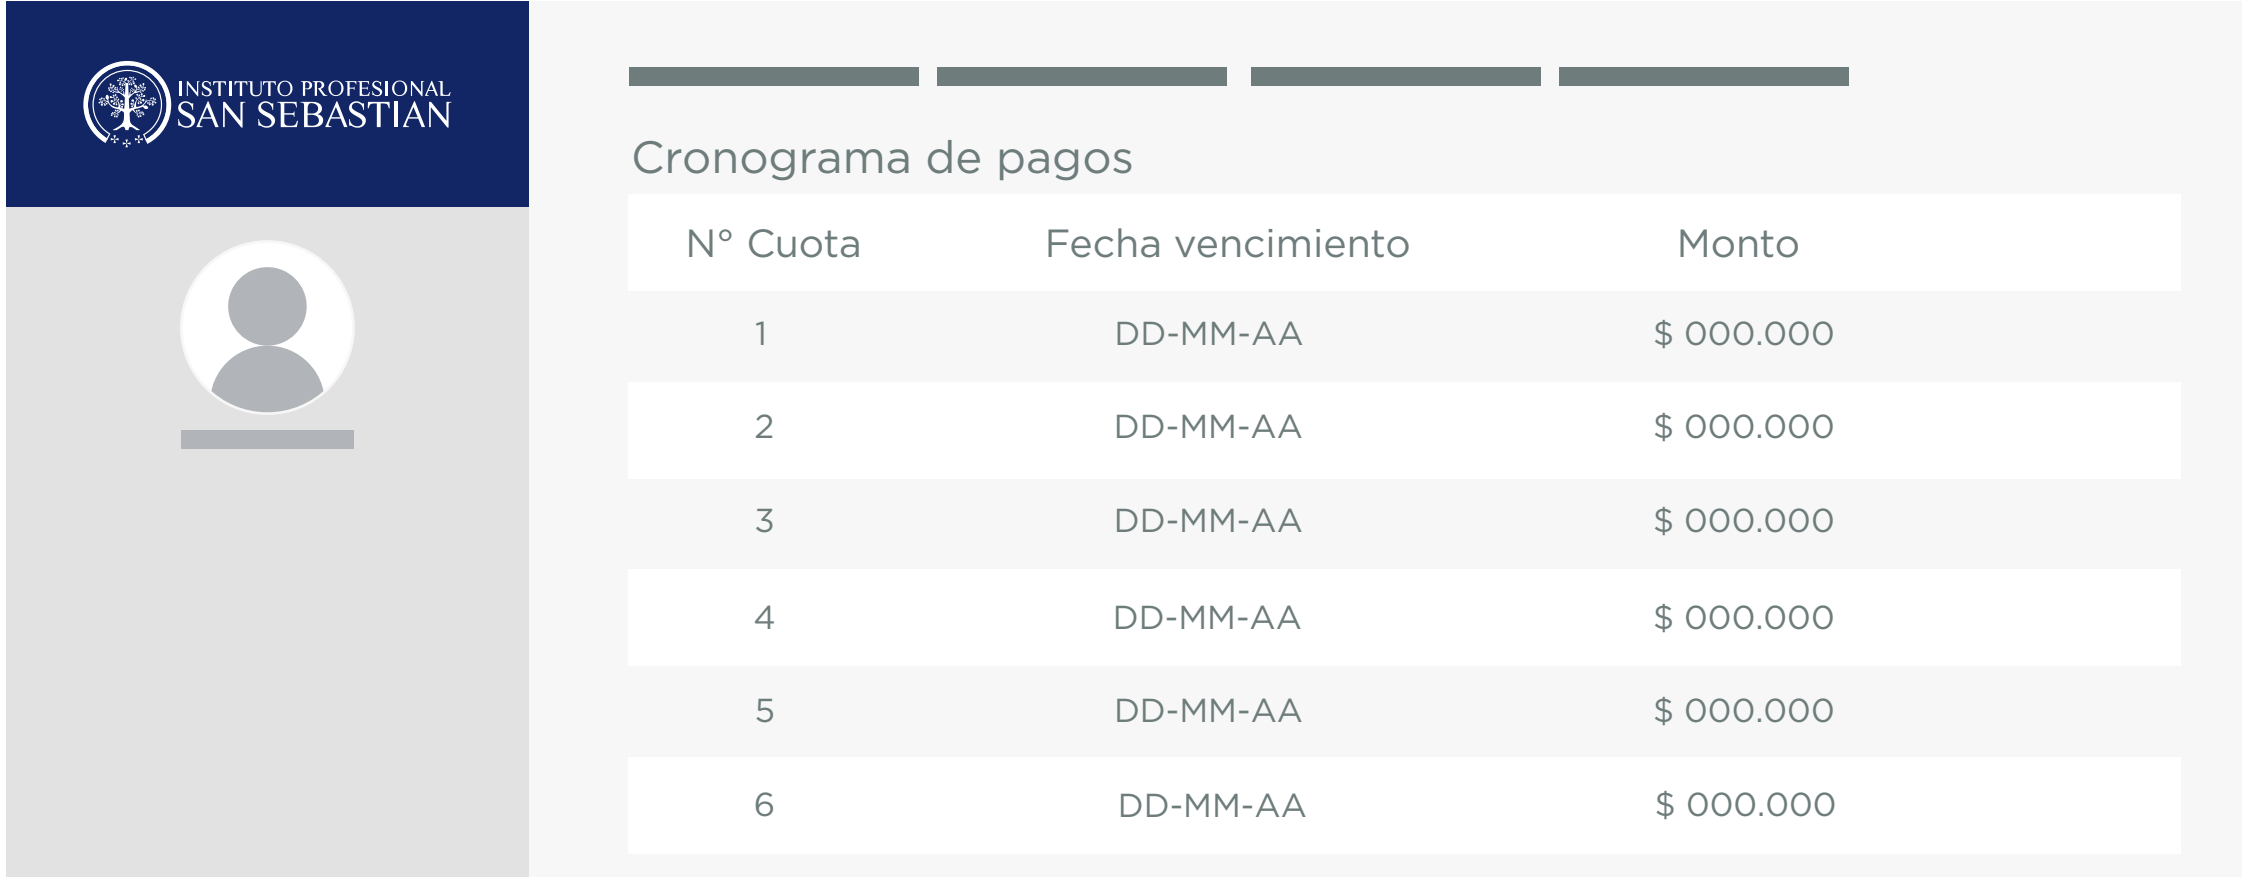 INSTITUTO PROFESIONAL
SAN SEBASTIAN
Cronograma de pagos
N° Cuota Fecha vencimiento Monto
1 DD-MM-AA $ 000.000
2 DD-MM-AA $ 000.000
3 DD-MM-AA $ 000.000
4 DD-MM-AA $ 000.000
5 DD-MM-AA $ 000.000
6 DD-MM-AA $ 000.000